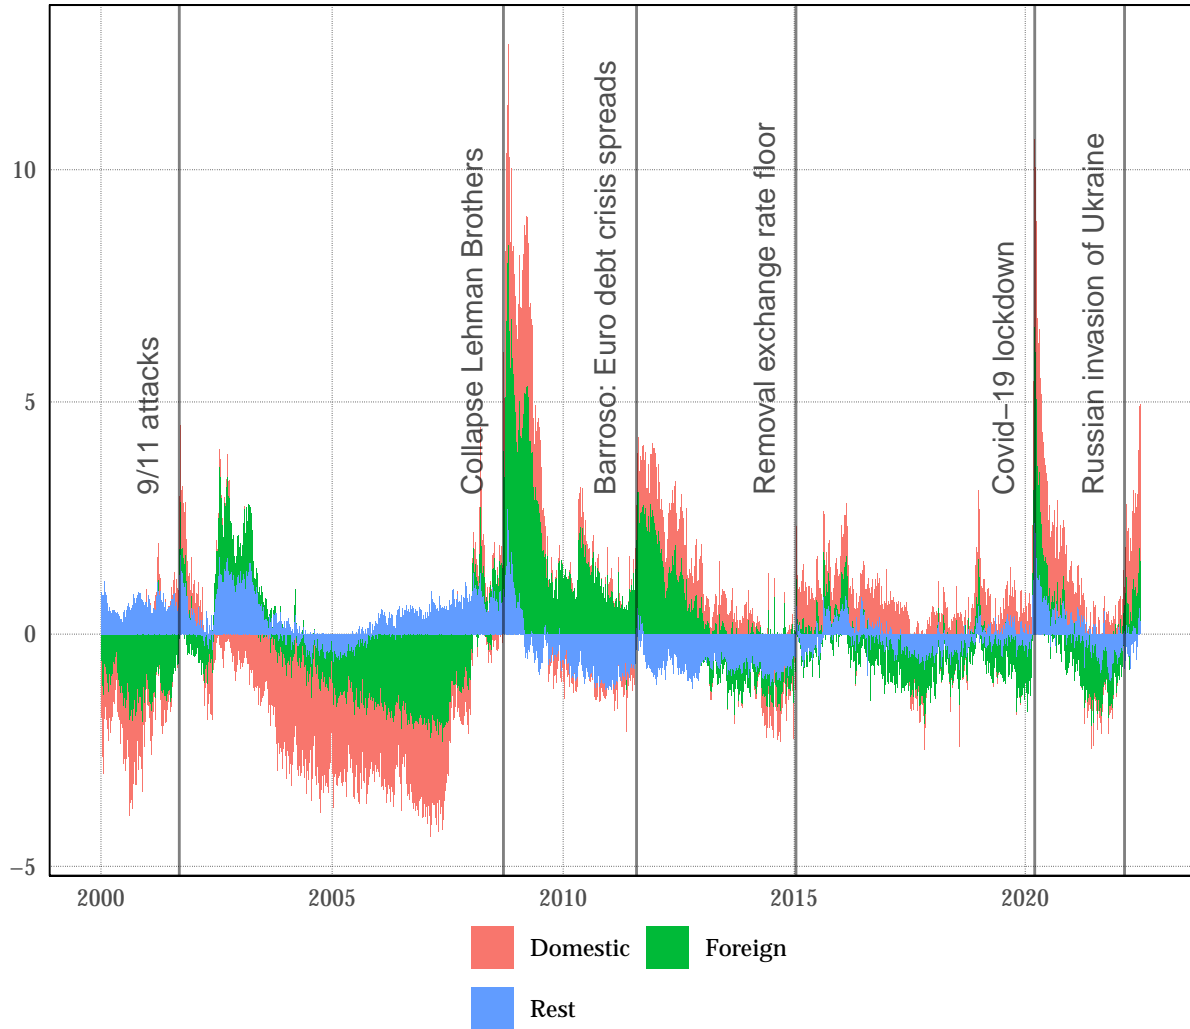 10
5
0
−5
9/11 attacks
Collapse Lehman Brothers
Barroso: Euro debt crisis spreads
Removal exchange rate floor
Covid−19 lockdown
Russian invasion of Ukraine
2000
2005
2010
2015
2020
Domestic
Foreign
Rest